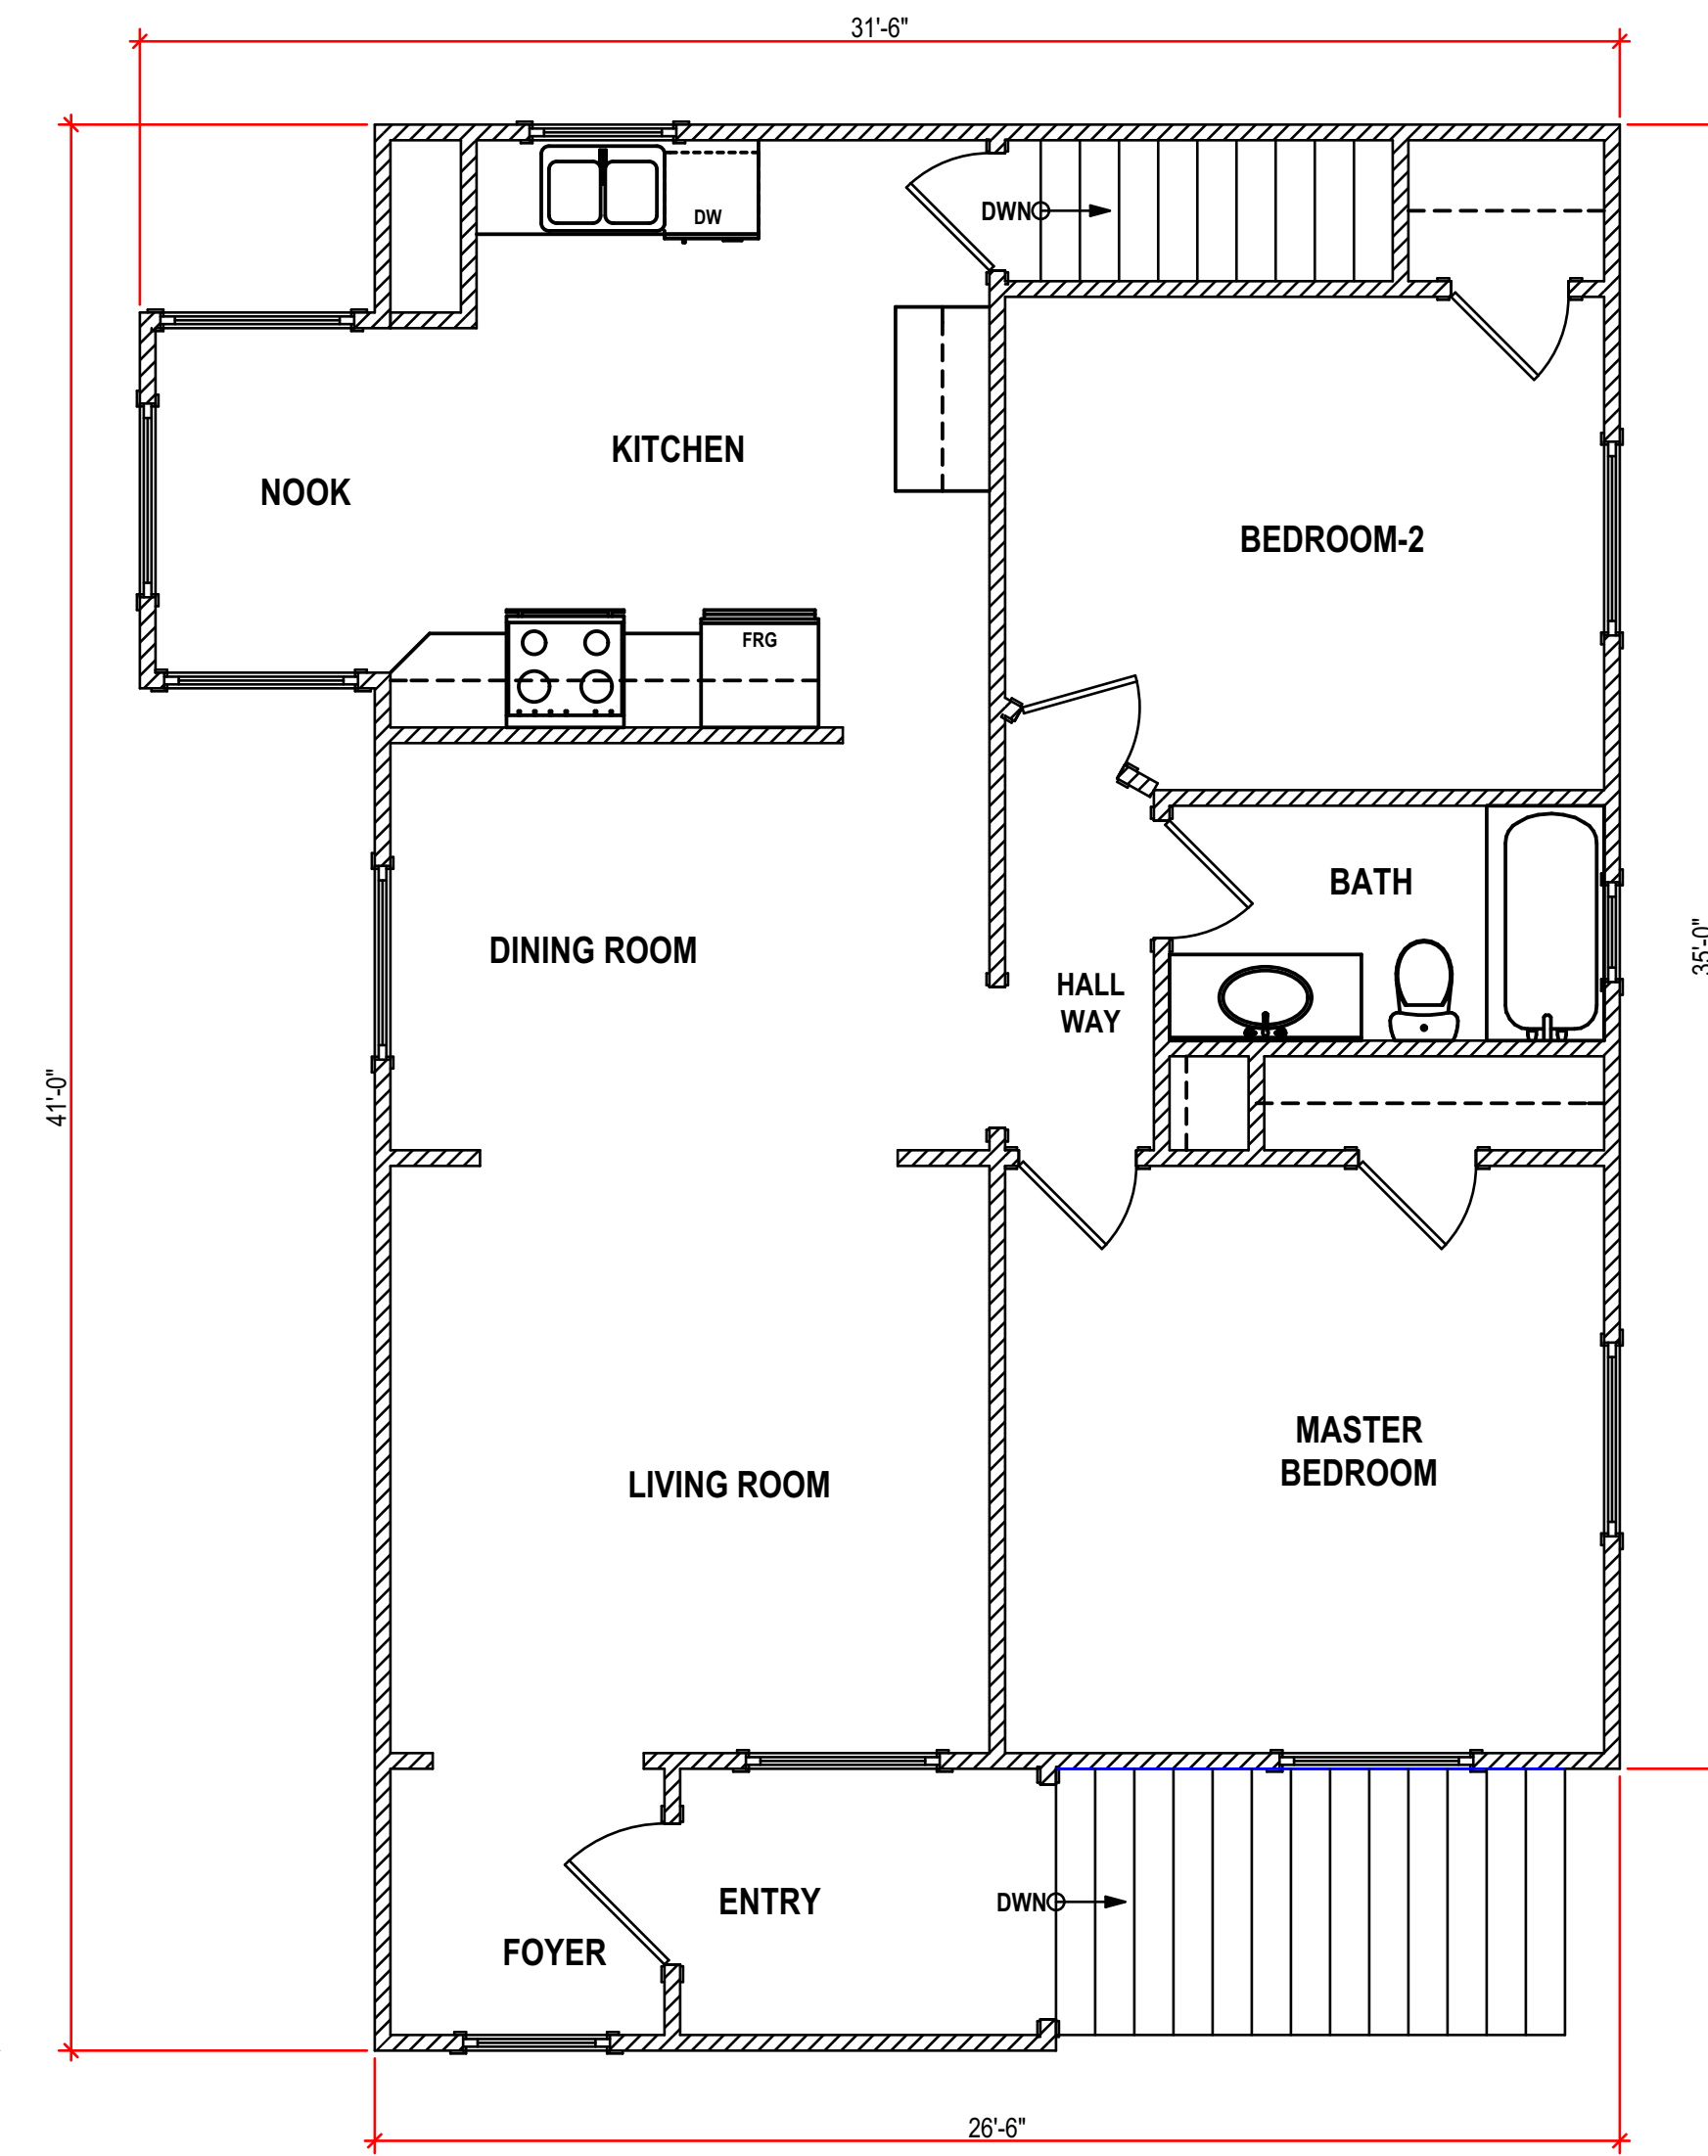 31'-6"
DWN
DW
KITCHEN
NOOK
BEDROOM-2
FRG
BATH
DINING ROOM
35'-0"
HALL
WAY
41'-0"
MASTER
BEDROOM
LIVING ROOM
ENTRY
DWN
FOYER
26'-6"